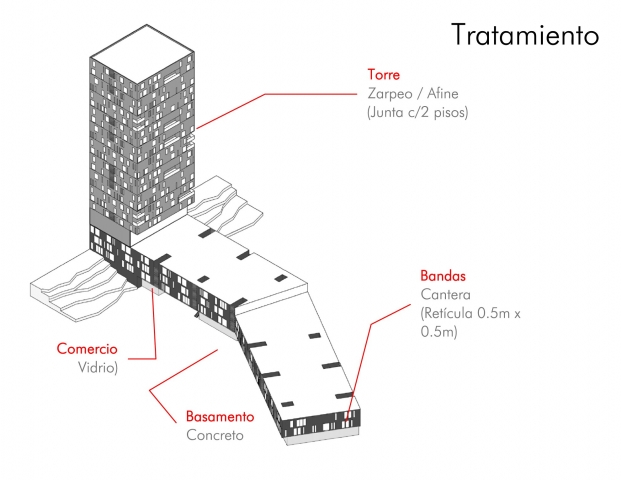 Tratamiento
Torre
Zarpeo / Afine
(Junta c/2 pisos)
Bandas
Cantera
(Retícula 0.5m x
0.5m)
Comercio
Vidrio)
Basamento
Concreto